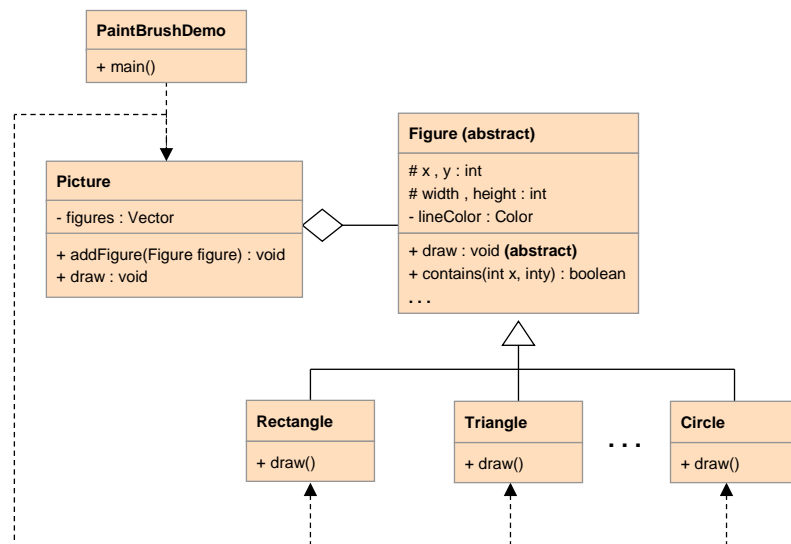 PaintBrushDemo
+ main()
Picture
- figures : Vector
+ addFigure(Figure figure) : void
+ draw : void
Figure (abstract)
# x , y : int
# width , height : int
- lineColor : Color
+ draw : void (abstract)
+ contains(int x, inty) : boolean
. . .
Rectangle
+ draw()
Triangle
+ draw()
. . .
Circle
+ draw()